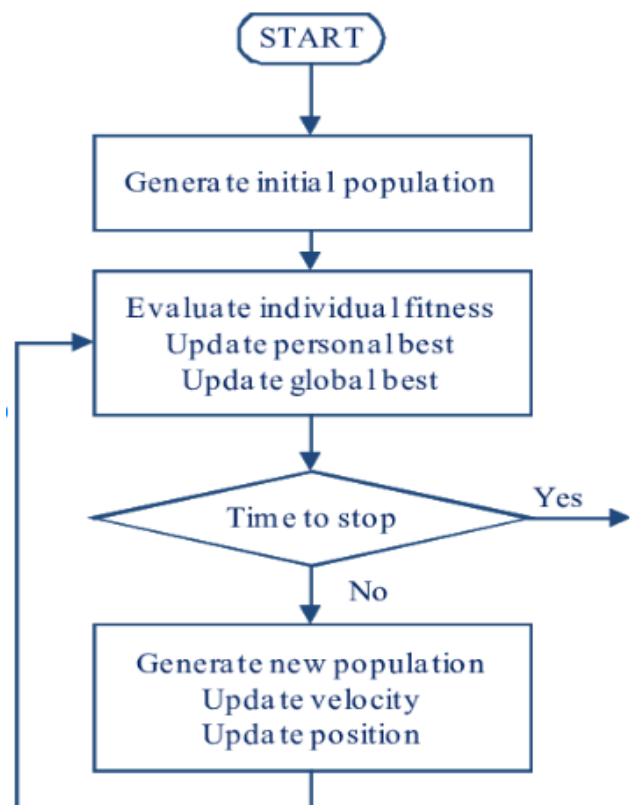 START
Generate initial population
Evaluate individual fitness
Update personal best
Update global best
Time to stop
Yes
No
Generate new population
Update velocity
Update position